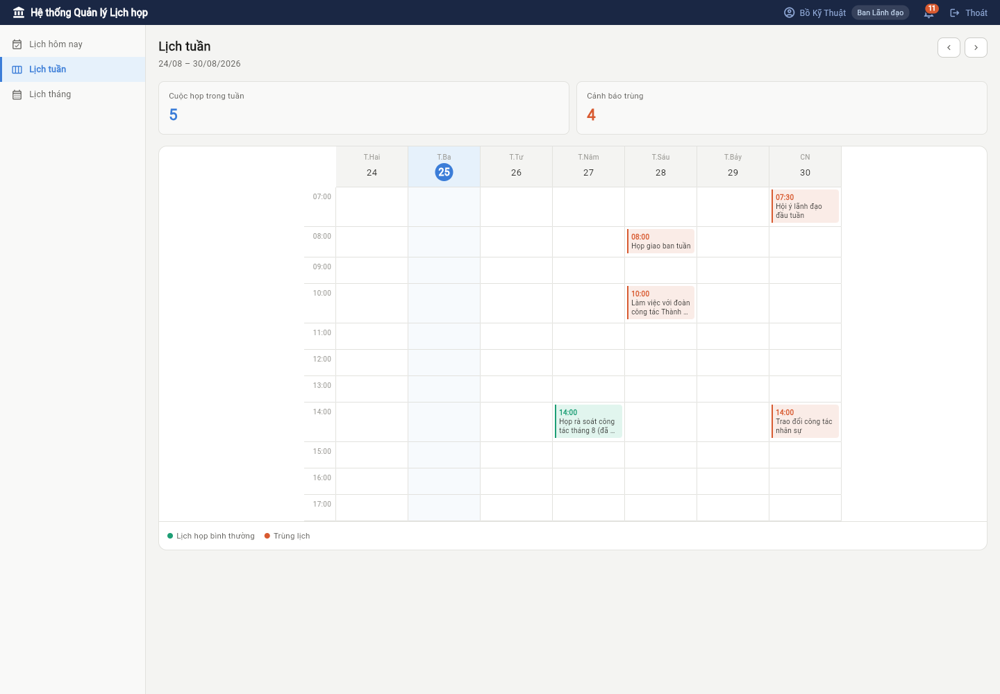 Hệ thống Quản lý Lịch họp
Bồ Kỹ Thuật
Ban Lãnh đạo
11
Thoát
Lịch hôm nay
Lịch tuần
Lịch tháng
Lịch tuần
24/08 – 30/08/2026
Cuộc họp trong tuần
5
Cảnh báo trùng
4
T.Hai T.Ba T.Tư T.Năm T.Sáu T.Bảy CN
24 25 26 27 28 29 30
07:00
07:30
Hội ý lãnh đạo
đầu tuần
08:00
08:00
Họp giao ban tuần
09:00
10:00
10:00
Làm việc với đoàn
công tác Thành ...
11:00
12:00
13:00
14:00
14:00
Họp rà soát công
tác tháng 8 (đã ...
14:00
Trao đổi công tác
nhân sự
15:00
16:00
17:00
Lịch họp bình thường
Trùng lịch